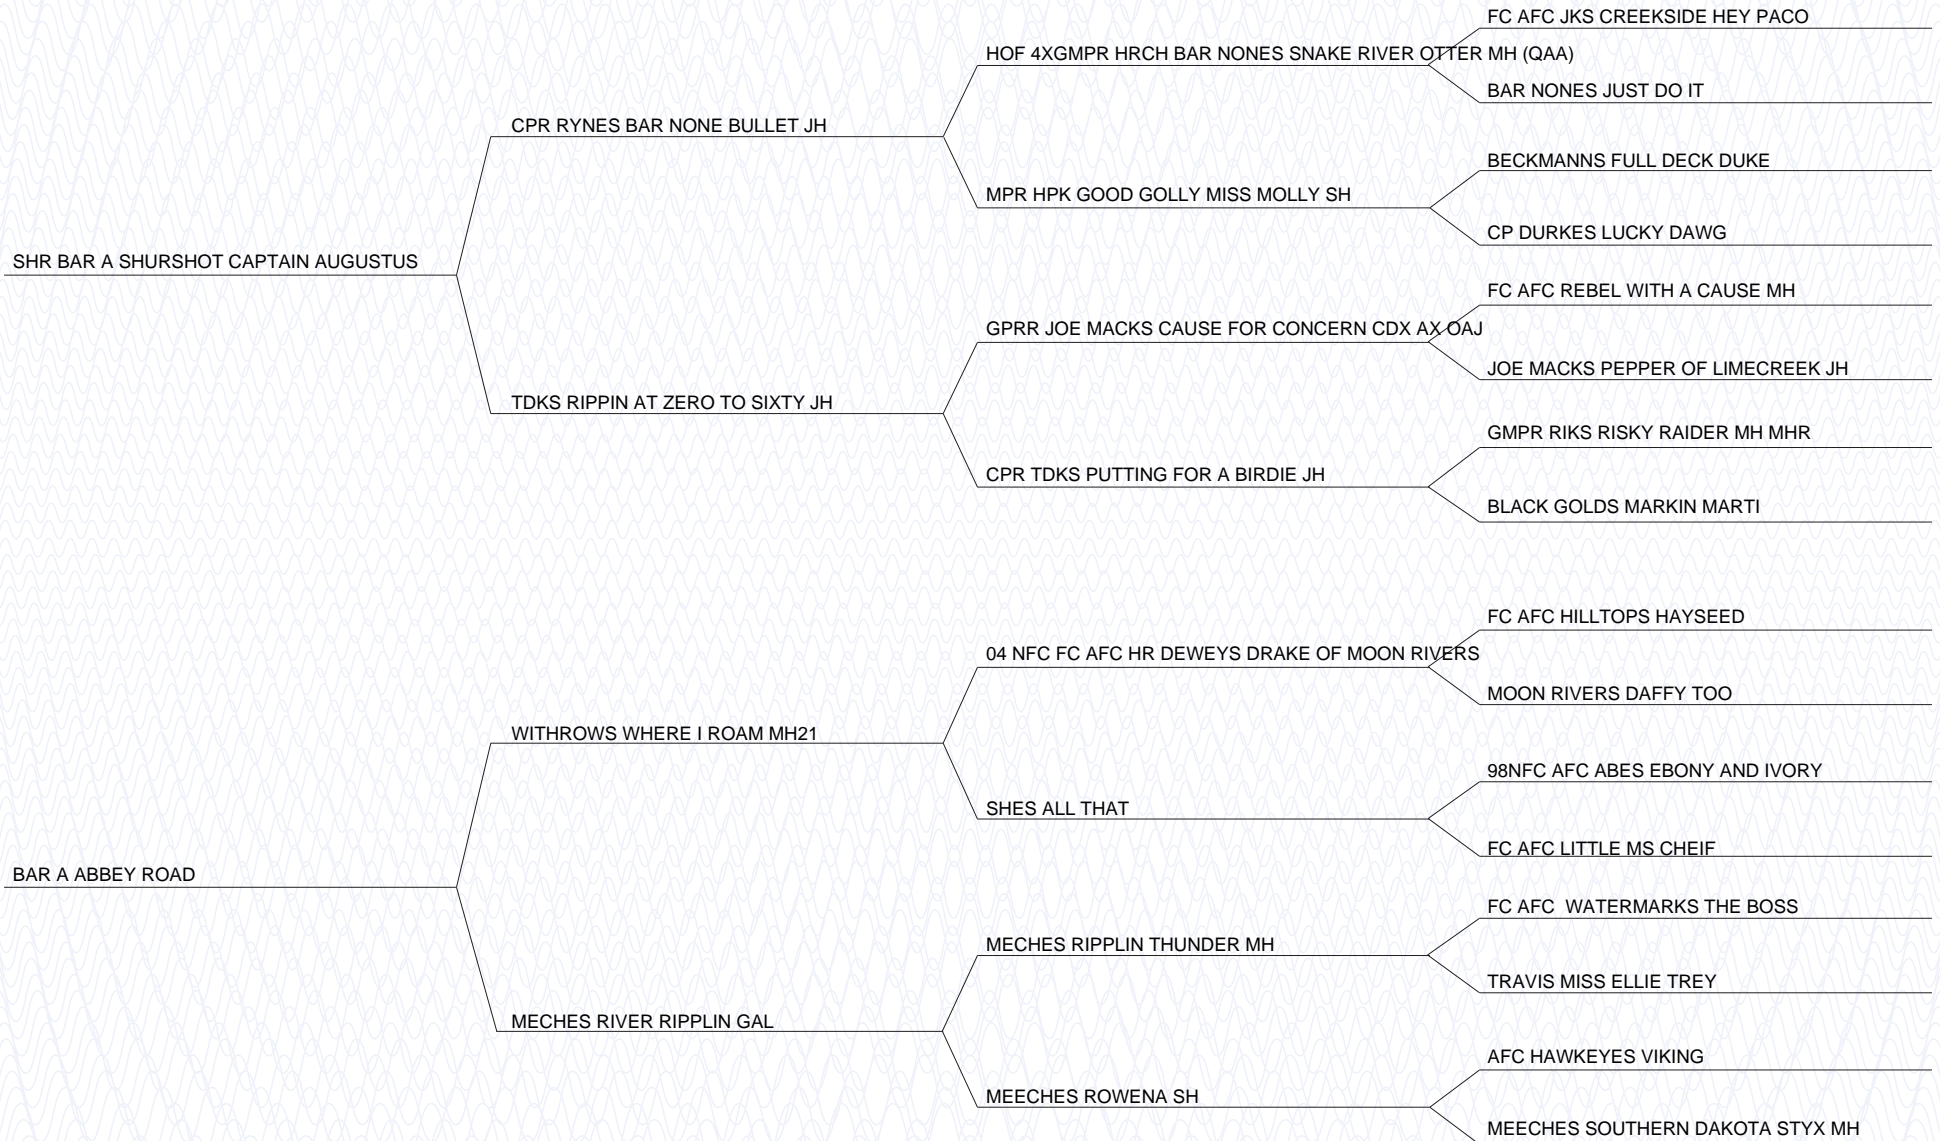 FC AFC JKS CREEKSIDE HEY PACO
HOF 4XGMPR HRCH BAR NONES SNAKE RIVER OTTER MH (QAA)
BAR NONES JUST DO IT
CPR RYNES BAR NONE BULLET JH
BECKMANNS FULL DECK DUKE
MPR HPK GOOD GOLLY MISS MOLLY SH
CP DURKES LUCKY DAWG
SHR BAR A SHURSHOT CAPTAIN AUGUSTUS
FC AFC REBEL WITH A CAUSE MH
GPRR JOE MACKS CAUSE FOR CONCERN CDX AX OAJ
JOE MACKS PEPPER OF LIMECREEK JH
TDKS RIPPIN AT ZERO TO SIXTY JH
GMPR RIKS RISKY RAIDER MH MHR
CPR TDKS PUTTING FOR A BIRDIE JH
BLACK GOLDS MARKIN MARTI
FC AFC HILLTOPS HAYSEED
04 NFC FC AFC HR DEWEYS DRAKE OF MOON RIVERS
MOON RIVERS DAFFY TOO
WITHROWS WHERE I ROAM MH21
98NFC AFC ABES EBONY AND IVORY
SHES ALL THAT
FC AFC LITTLE MS CHEIF
BAR A ABBEY ROAD
FC AFC  WATERMARKS THE BOSS
MECHES RIPPLIN THUNDER MH
TRAVIS MISS ELLIE TREY
MECHES RIVER RIPPLIN GAL
AFC HAWKEYES VIKING
MEECHES ROWENA SH
MEECHES SOUTHERN DAKOTA STYX MH